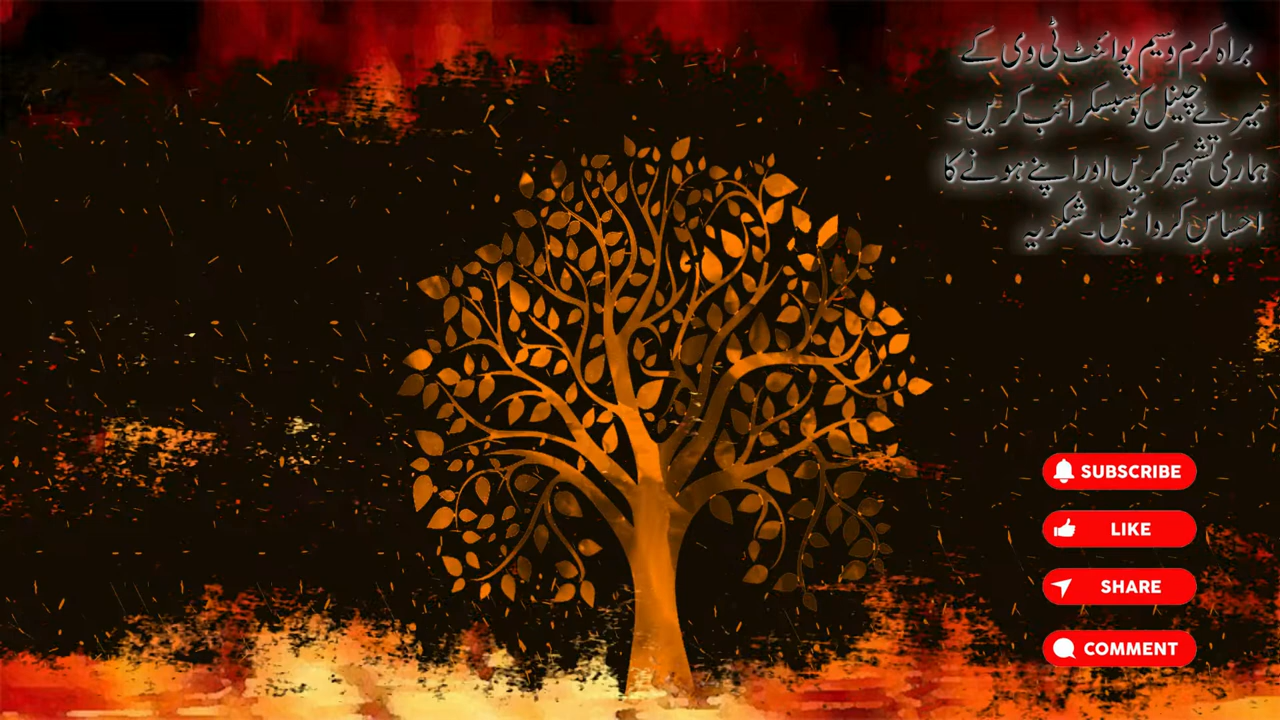 براہ کرم وسیم پوائنٹ ٹی وی کے
میرے چینل کو سبسکرائب کریں۔
ہماری تشہیر کریں اور اپنے ہونے کا
احساس کروائیں۔ شکریہ
SUBSCRIBE
LIKE
SHARE
COMMENT